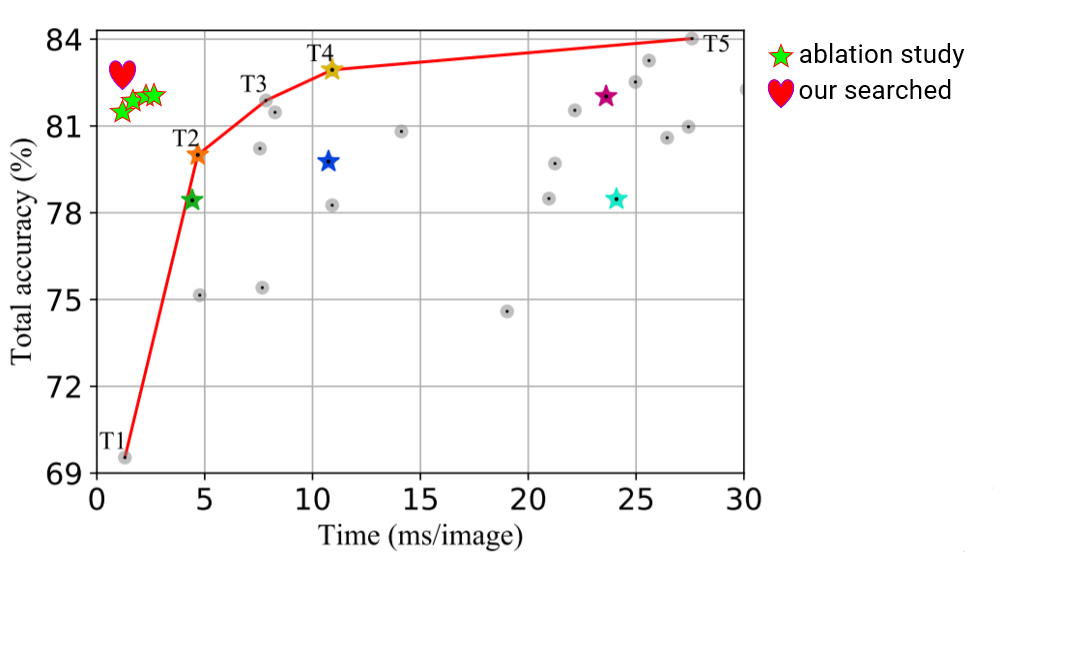 84
81
78
75
72
69
0 5 10 15 20 25 30
Total accuracy (%)
Time (ms/image)
T1
T2
T3
T4
T5
ablation study
our searched